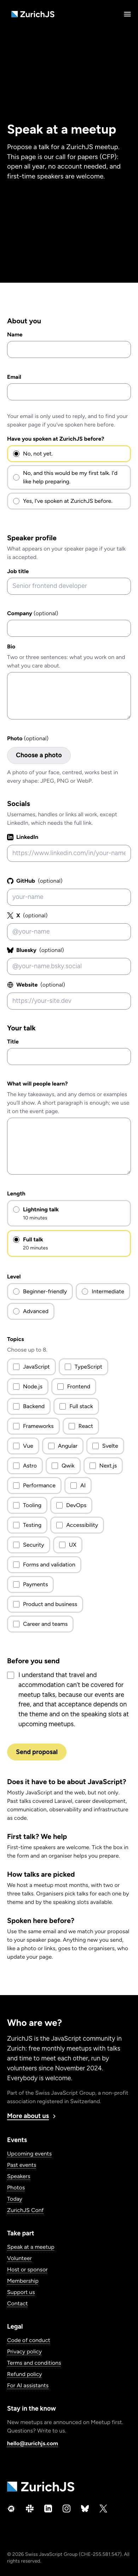 ZurichJS
Speak at a meetup
Propose a talk for a ZurichJS meetup.
This page is our call for papers (CFP):
open all year, no account needed, and
first-time speakers are welcome.
About you
Name
Email
Your email is only used to reply, and to find your
speaker page if you've spoken here before.
Have you spoken at ZurichJS before?
No, not yet.
No, and this would be my first talk. I'd
like help preparing.
Yes, I've spoken at ZurichJS before.
Speaker profile
What appears on your speaker page if your talk
is accepted.
Job title
Senior frontend developer
Company (optional)
Bio
Two or three sentences: what you work on and
what you care about.
Photo (optional)
Choose a photo
A photo of your face, centred, works best in
every shape: JPEG, PNG or WebP.
Socials
Usernames, handles or links all work, except
LinkedIn, which needs the full link.
LinkedIn
https://www.linkedin.com/in/your-name
GitHub (optional)
your-name
X (optional)
@your-name
Bluesky (optional)
@your-name.bsky.social
Website (optional)
https://your-site.dev
Your talk
Title
What will people learn?
The key takeaways, and any demos or examples
you'll show. A short paragraph is enough; we use
it on the event page.
Length
Lightning talk
10 minutes
Full talk
20 minutes
Level
Beginner-friendly
Intermediate
Advanced
Topics
Choose up to 8.
JavaScript
TypeScript
Node.js
Frontend
Backend
Full stack
Frameworks
React
Vue
Angular
Svelte
Astro
Qwik
Next.js
Performance
AI
Tooling
DevOps
Testing
Accessibility
Security
UX
Forms and validation
Payments
Product and business
Career and teams
Before you send
I understand that travel and
accommodation can't be covered for
meetup talks, because our events are
free, and that acceptance depends on
the theme and on the speaking slots at
upcoming meetups.
Send proposal
Does it have to be about JavaScript?
Mostly JavaScript and the web, but not only.
Past talks covered Laravel, career development,
communication, observability and infrastructure
as code.
First talk? We help
First-time speakers are welcome. Tick the box in
the form and an organiser helps you prepare.
How talks are picked
We host a meetup most months, with two or
three talks. Organisers pick talks for each one by
theme and by the speaking slots available.
Spoken here before?
Use the same email and we match your proposal
to your speaker page. Anything new you send,
like a photo or links, goes to the organisers, who
update your page.
Who are we?
ZurichJS is the JavaScript community in
Zurich: free monthly meetups with talks
and time to meet each other, run by
volunteers since November 2024.
Everybody is welcome.
Part of the Swiss JavaScript Group, a non-profit
association registered in Switzerland.
More about us
Events
Upcoming events
Past events
Speakers
Photos
Today
ZurichJS Conf
Take part
Speak at a meetup
Volunteer
Host or sponsor
Membership
Support us
Contact
Legal
Code of conduct
Privacy policy
Terms and conditions
Refund policy
For AI assistants
Stay in the know
New meetups are announced on Meetup first.
Questions? Write to us.
hello@zurichjs.com
ZurichJS
© 2026 Swiss JavaScript Group (CHE-255.581.547). All
rights reserved.